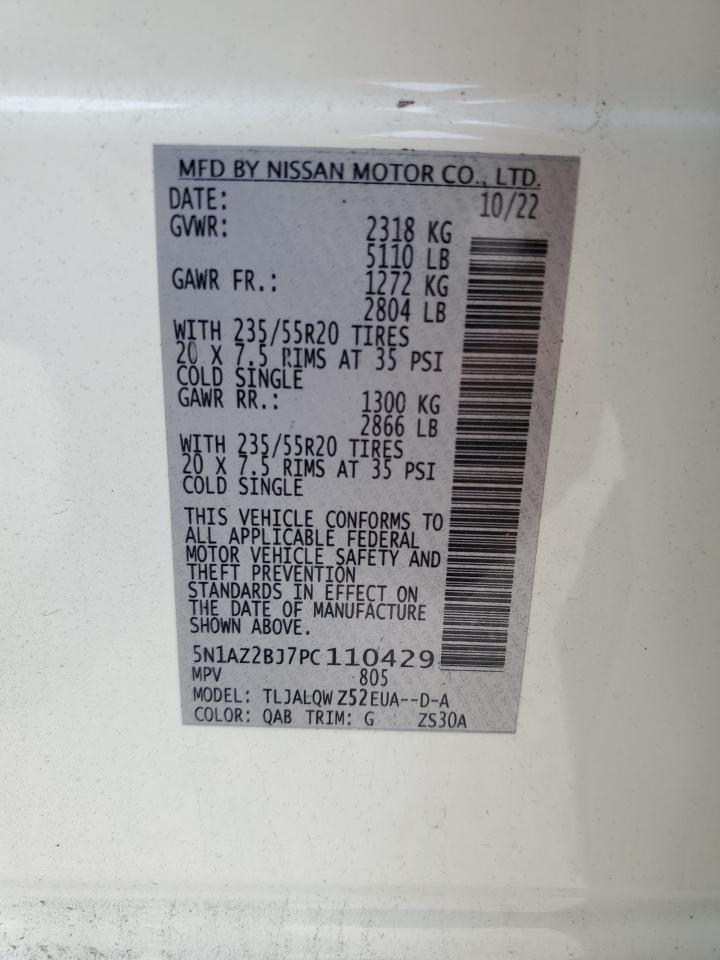 MFD BY NISSAN MOTOR CO., LTD.
DATE: 10/22
GVWR: 2318 KG
5110 LB
GAWR FR.: 1272 KG
2804 LB
WITH 235/55R20 TIRES
20 X 7.5 RIMS AT 35 PSI
COLD SINGLE
GAWR RR.: 1300 KG
2866 LB
WITH 235/55R20 TIRES
20 X 7.5 RIMS AT 35 PSI
COLD SINGLE
THIS VEHICLE CONFORMS TO
ALL APPLICABLE FEDERAL
MOTOR VEHICLE SAFETY AND
THEFT PREVENTION
STANDARDS IN EFFECT ON
THE DATE OF MANUFACTURE
SHOWN ABOVE.
5N1AZ2BJ7PC110429
MPV 805
MODEL: TLJALQW Z52EUA--D-A
COLOR: QAB TRIM: G ZS30A